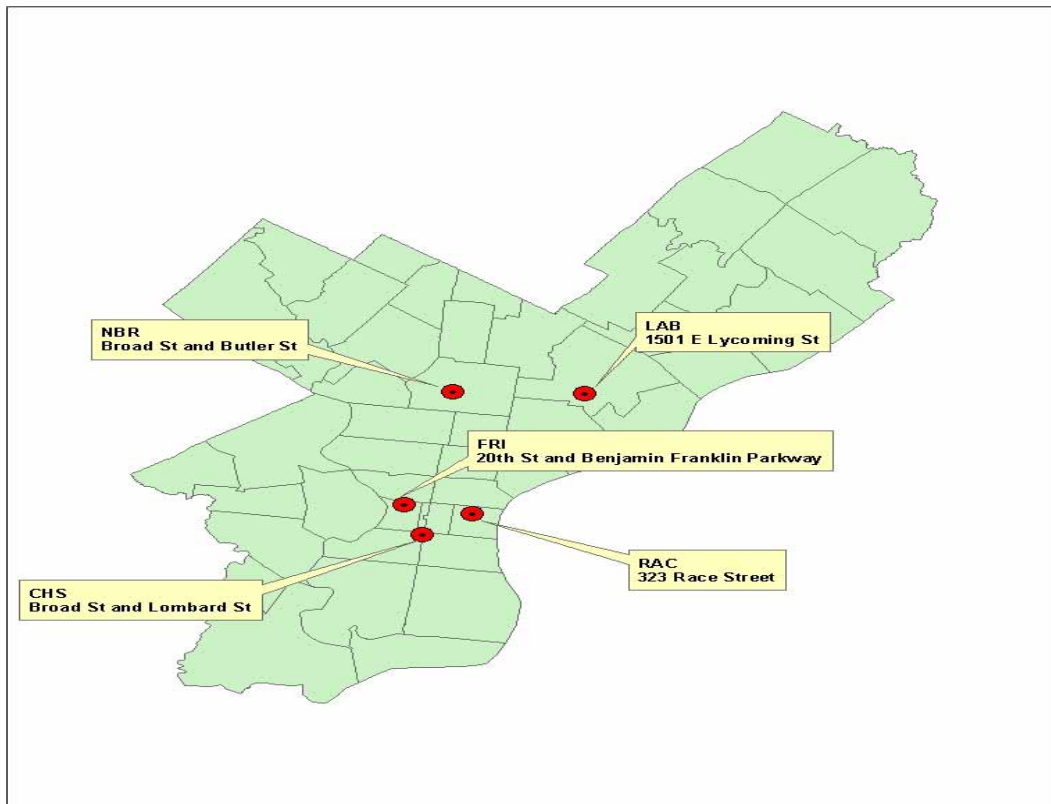 NBR
Broad St and Butler St
LAB
1501 E Lycoming St
FRI
20th St and Benjamin Franklin Parkway
RAC
323 Race Street
CHS
Broad St and Lombard St